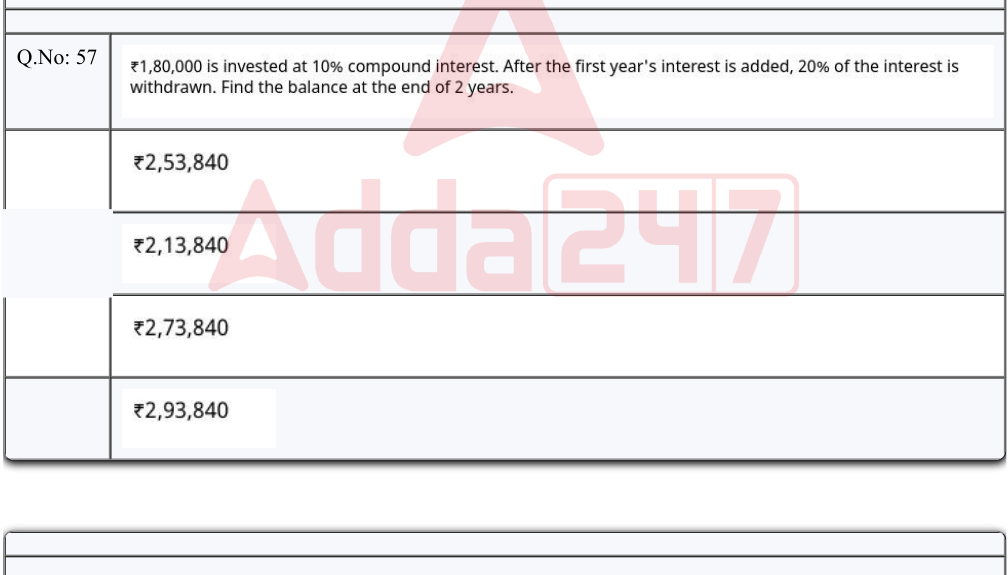 Q.No: 57
₹1,80,000 is invested at 10% compound interest. After the first year's interest is added, 20% of the interest is
withdrawn. Find the balance at the end of 2 years.
₹2,53,840
₹2,13,840
₹2,73,840
₹2,93,840
Adda247